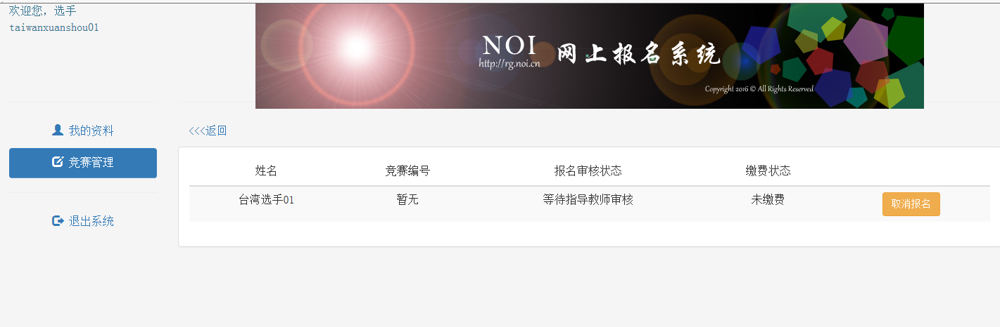 欢迎您，选手
taiwanxuanshou01
NOI 网上报名系统
http://rg.noi.cn
Copyright 2016 © All Rights Reserved
我的资料
竞赛管理
退出系统
<<<返回
姓名 竞赛编号 报名审核状态 缴费状态
台湾选手01 暂无 等待指导教师审核 未缴费 取消报名